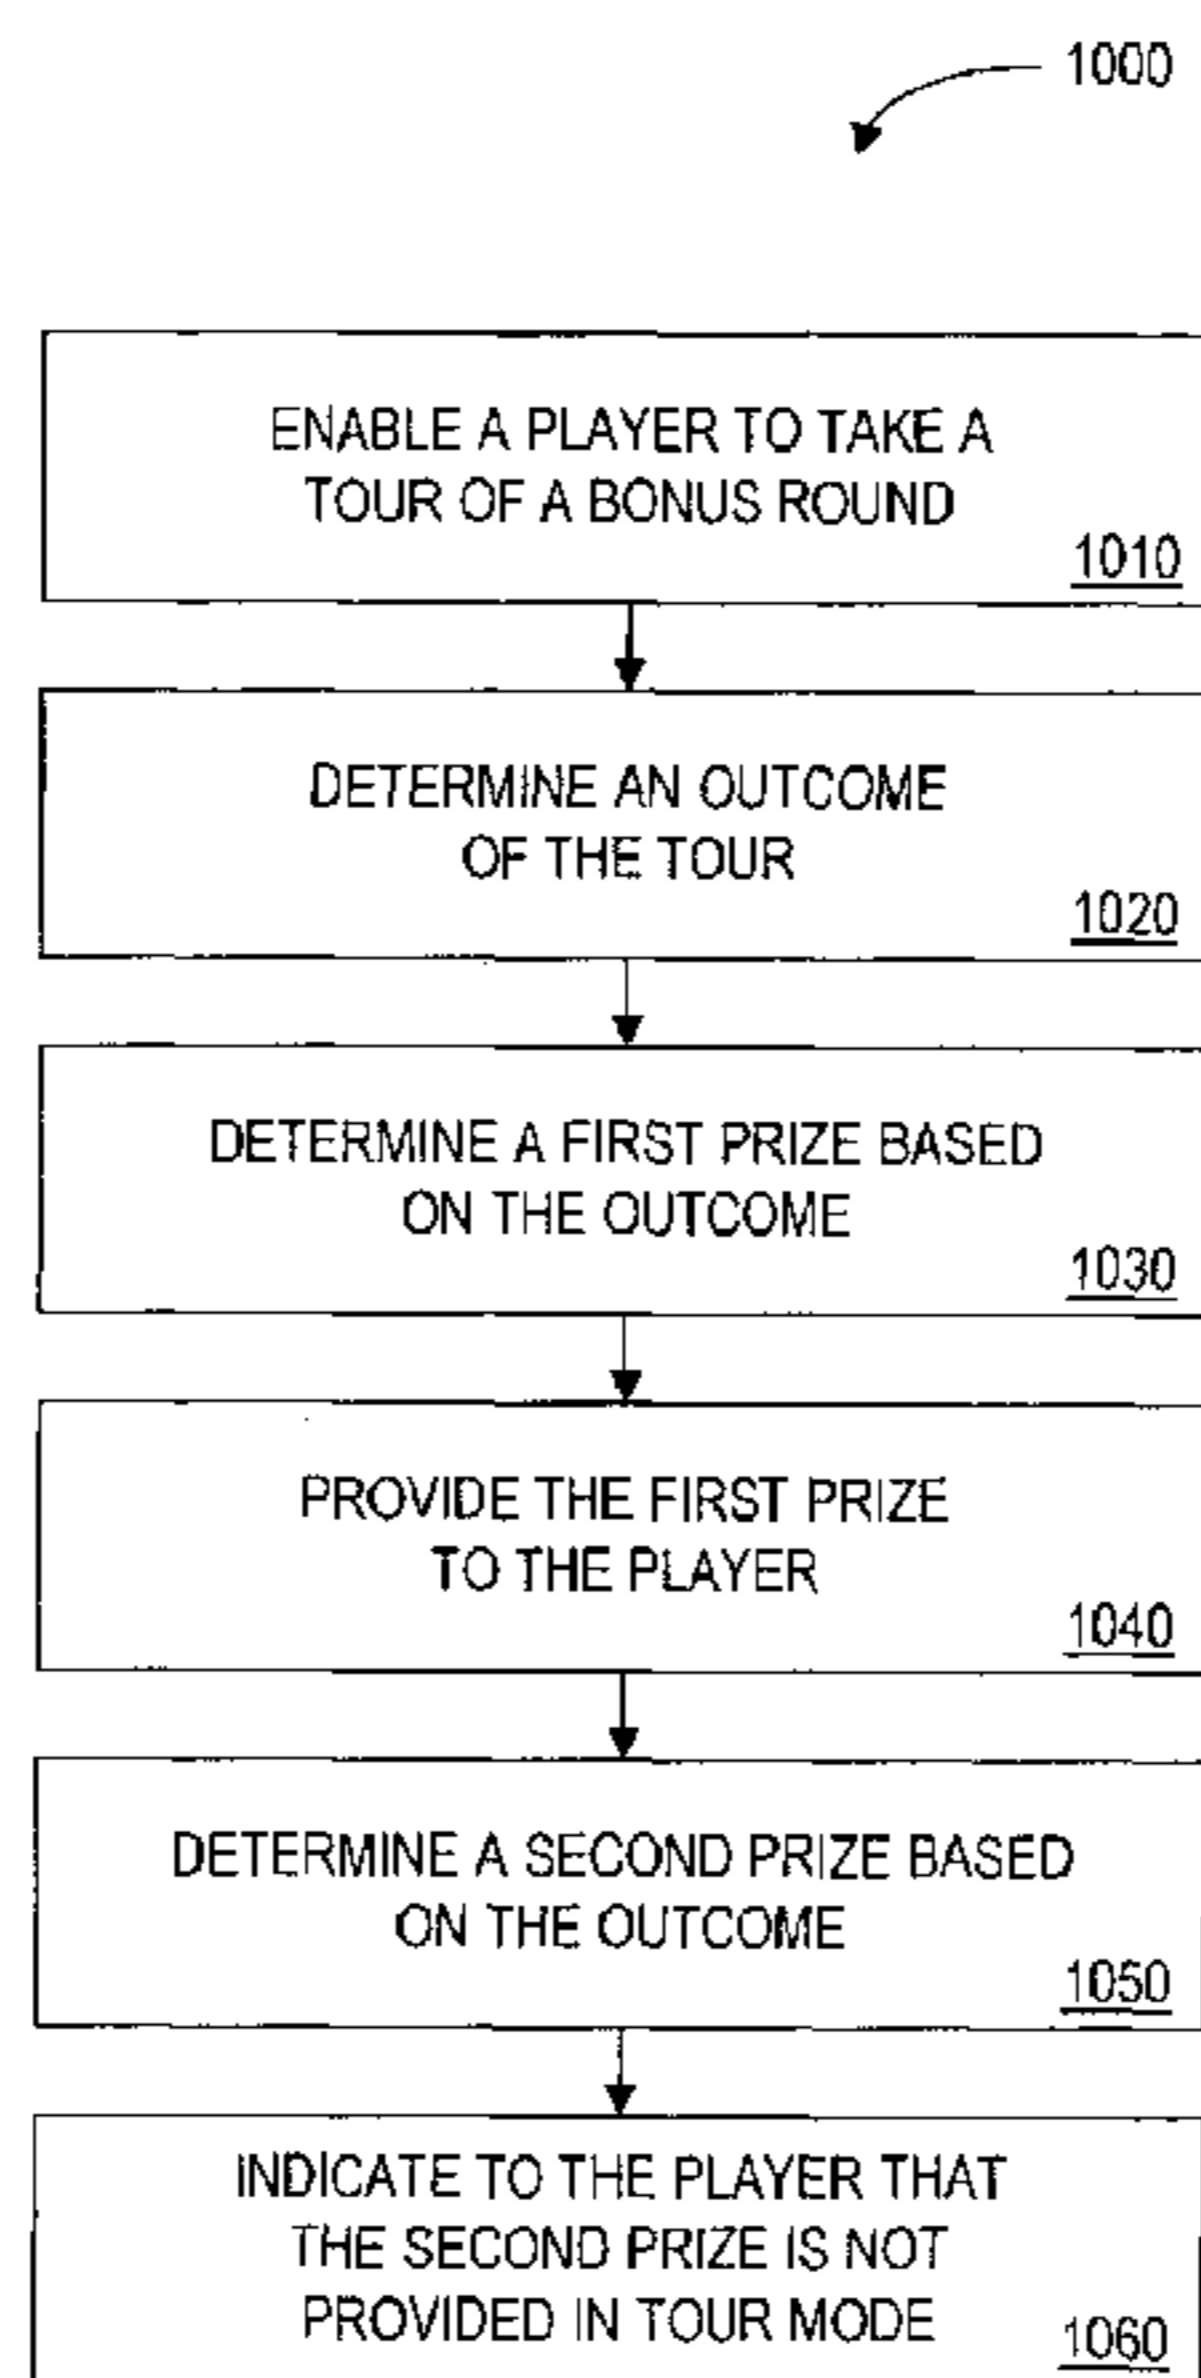 1000
ENABLE A PLAYER TO TAKE A
TOUR OF A BONUS ROUND
1010
DETERMINE AN OUTCOME
OF THE TOUR
1020
DETERMINE A FIRST PRIZE BASED
ON THE OUTCOME
1030
PROVIDE THE FIRST PRIZE
TO THE PLAYER
1040
DETERMINE A SECOND PRIZE BASED
ON THE OUTCOME
1050
INDICATE TO THE PLAYER THAT
THE SECOND PRIZE IS NOT
PROVIDED IN TOUR MODE
1060